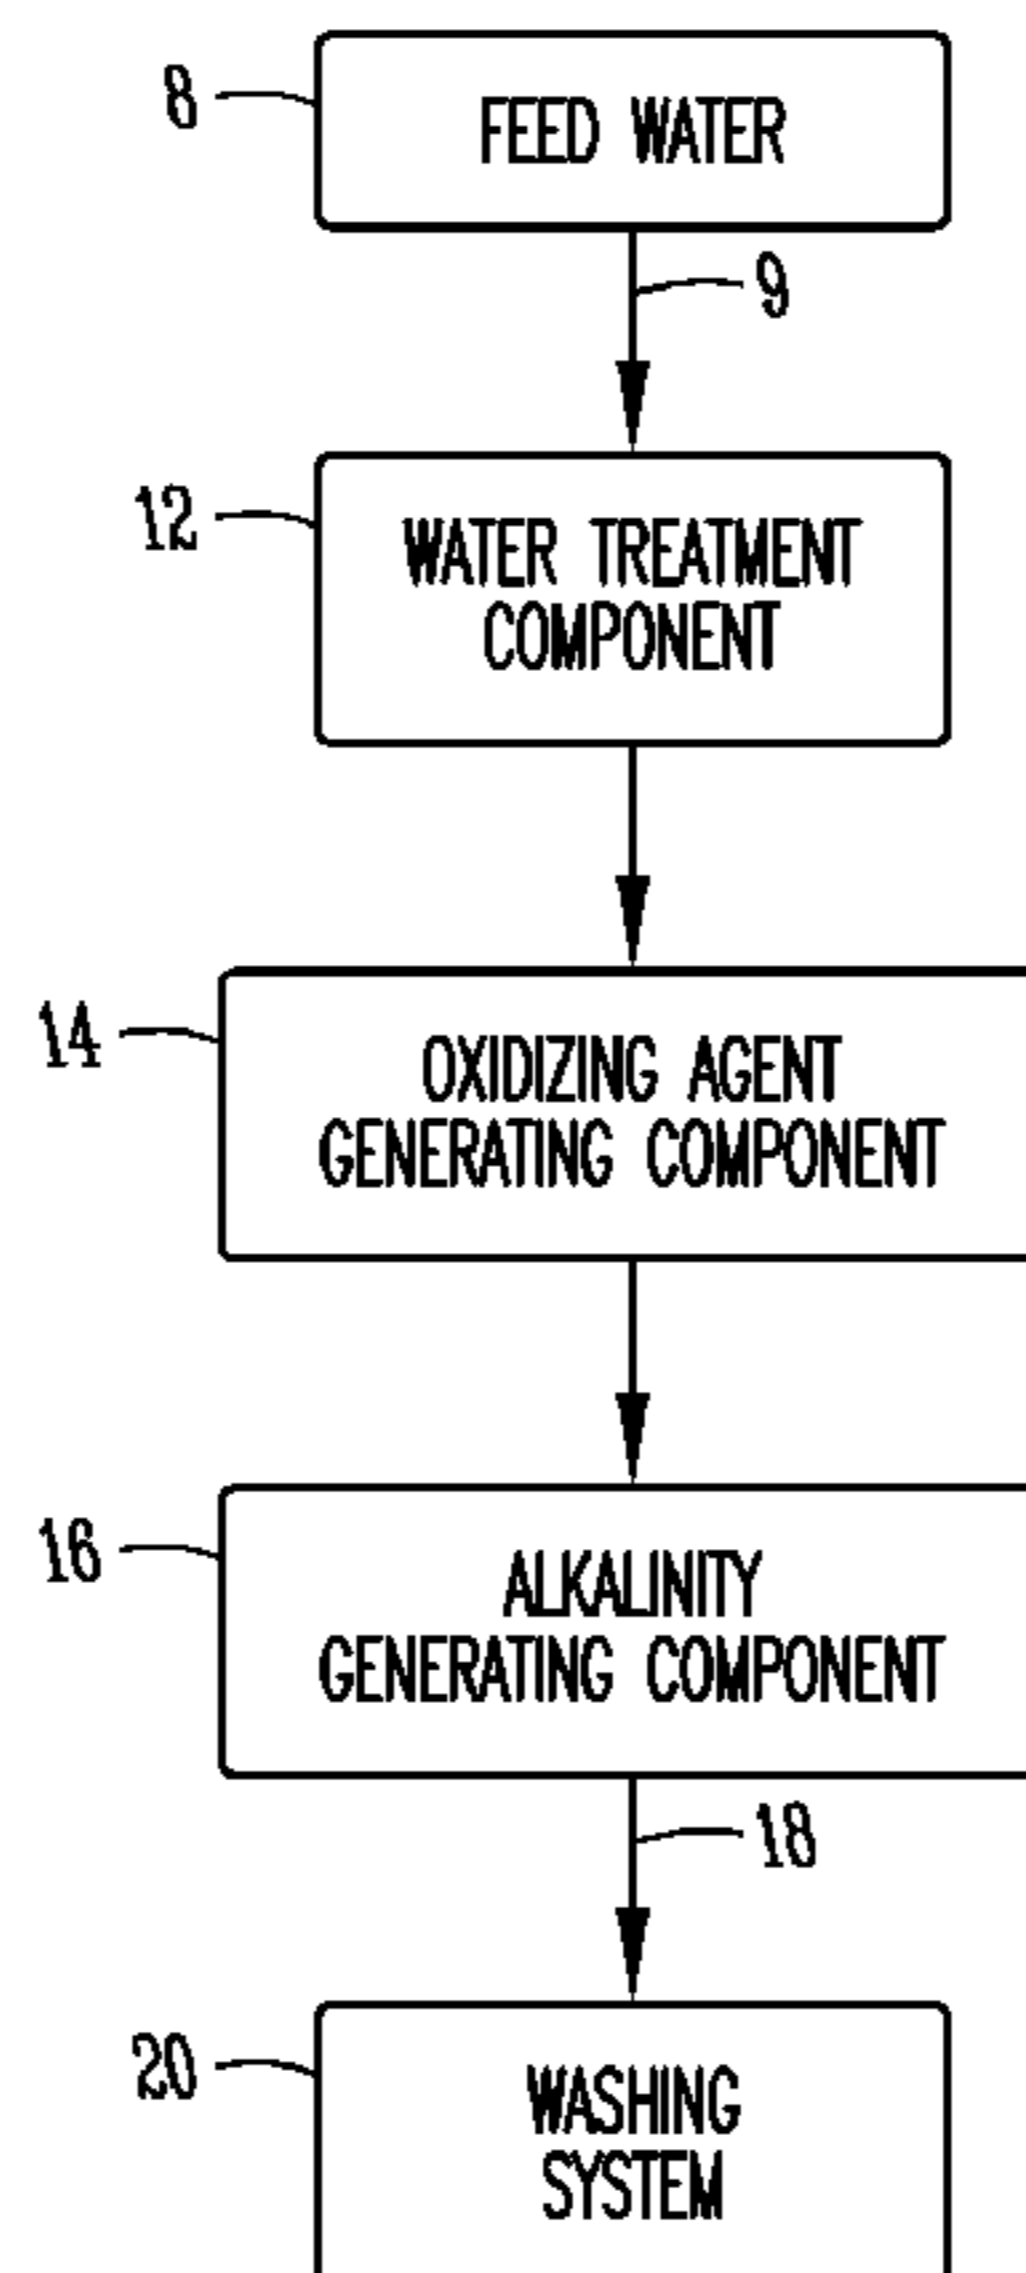 8
FEED WATER
9
12
WATER TREATMENT
COMPONENT
14
OXIDIZING AGENT
GENERATING COMPONENT
16
ALKALINITY
GENERATING COMPONENT
18
20
WASHING
SYSTEM